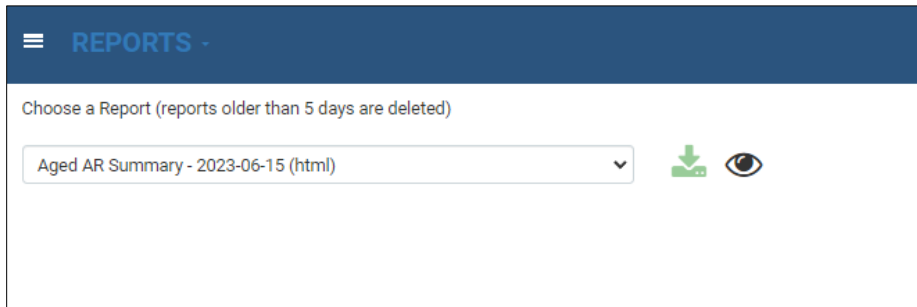 REPORTS -
Choose a Report (reports older than 5 days are deleted)
Aged AR Summary - 2023-06-15 (html)